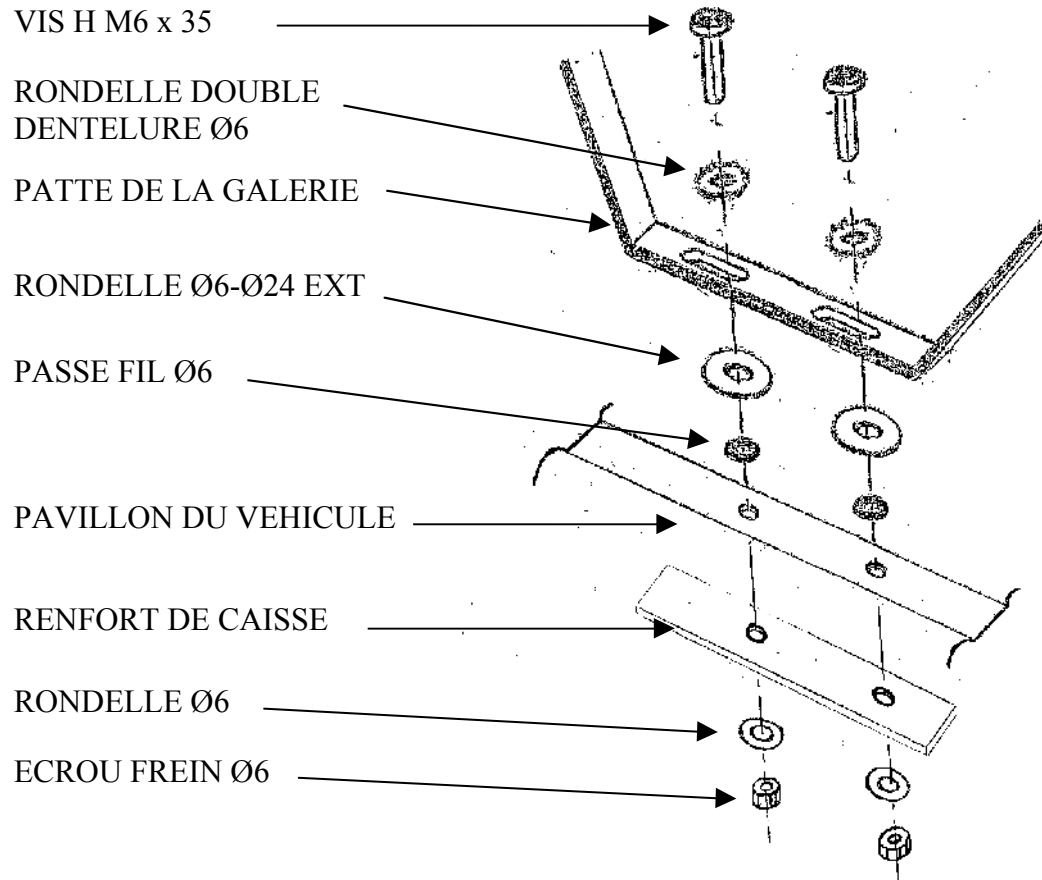 VIS H M6 x 35
RONDELLE DOUBLE
DENTELURE Ø6
PATTE DE LA GALERIE
RONDELLE Ø6-Ø24 EXT
PASSE FIL Ø6
PAVILLON DU VEHICULE
RENFORT DE CAISSE
RONDELLE Ø6
ECROU FREIN Ø6